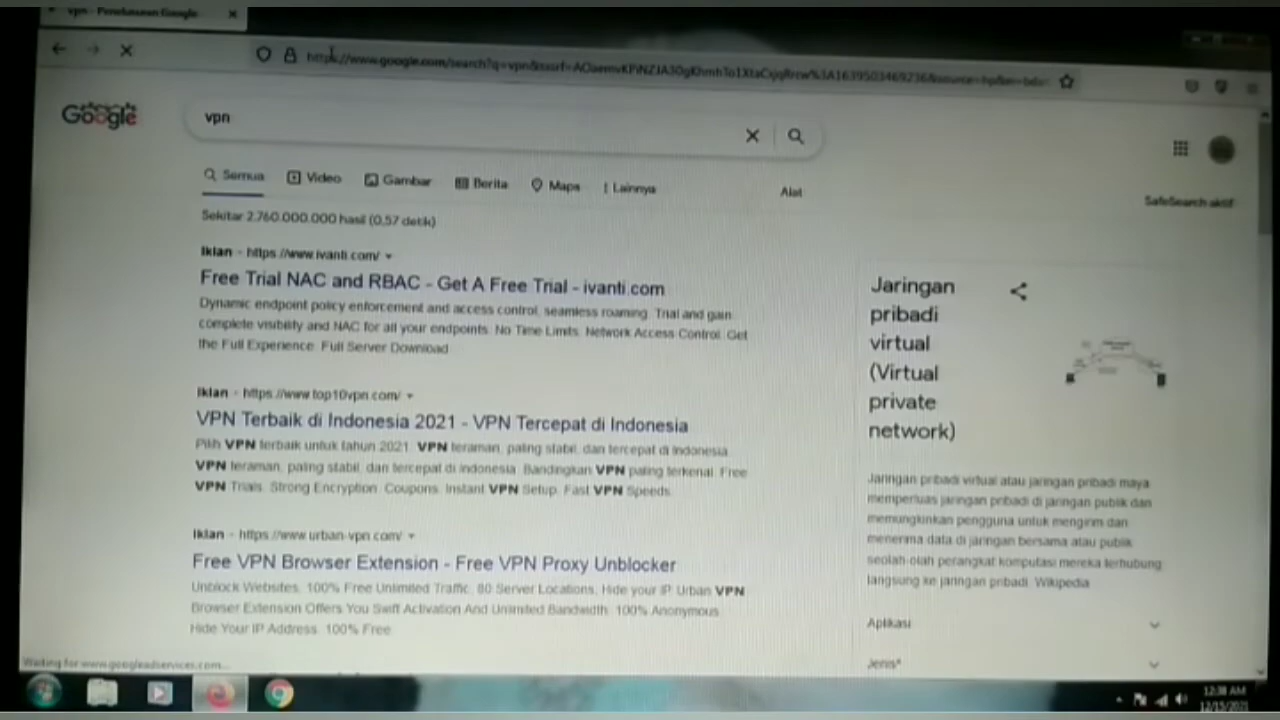 vpn - Penelusuran Google
Google
vpn
Semua Video Gambar Berita Maps Lainnya Alat
SafeSearch aktif
Sekitar 2.760.000.000 hasil (0,57 detik)
Iklan · https://www.ivanti.com/
Free Trial NAC and RBAC - Get A Free Trial - ivanti.com
Dynamic endpoint policy enforcement and access control, seamless roaming. Trial and gain
complete visibility and NAC for all your endpoints. No Time Limits. Network Access Control. Get
the Full Experience. Full Server Download.
Iklan · https://www.top10vpn.com/
VPN Terbaik di Indonesia 2021 - VPN Tercepat di Indonesia
Pilih VPN terbaik untuk tahun 2021. VPN teraman, paling stabil, dan tercepat di indonesia.
VPN teraman, paling stabil, dan tercepat di indonesia. Bandingkan VPN paling terkenal. Free
VPN Trials. Strong Encryption. Coupons. Instant VPN Setup. Fast VPN Speeds.
Iklan · https://www.urban-vpn.com/
Free VPN Browser Extension - Free VPN Proxy Unblocker
Unblock Websites. 100% Free Unlimited Traffic. 80 Server Locations. Hide your IP. Urban VPN
Browser Extension Offers You Swift Activation And Unlimited Bandwidth. 100% Anonymous.
Hide Your IP Address. 100% Free.
Jaringan
pribadi
virtual
(Virtual
private
network)
Jaringan pribadi virtual atau jaringan pribadi maya
memperluas jaringan pribadi di jaringan publik dan
memungkinkan pengguna untuk mengirim dan
menerima data di jaringan bersama atau publik
seolah-olah perangkat komputasi mereka terhubung
langsung ke jaringan pribadi. Wikipedia
Aplikasi
Jenis*
Waiting for www.googleadservices.com...
12:38 AM
12/15/2021